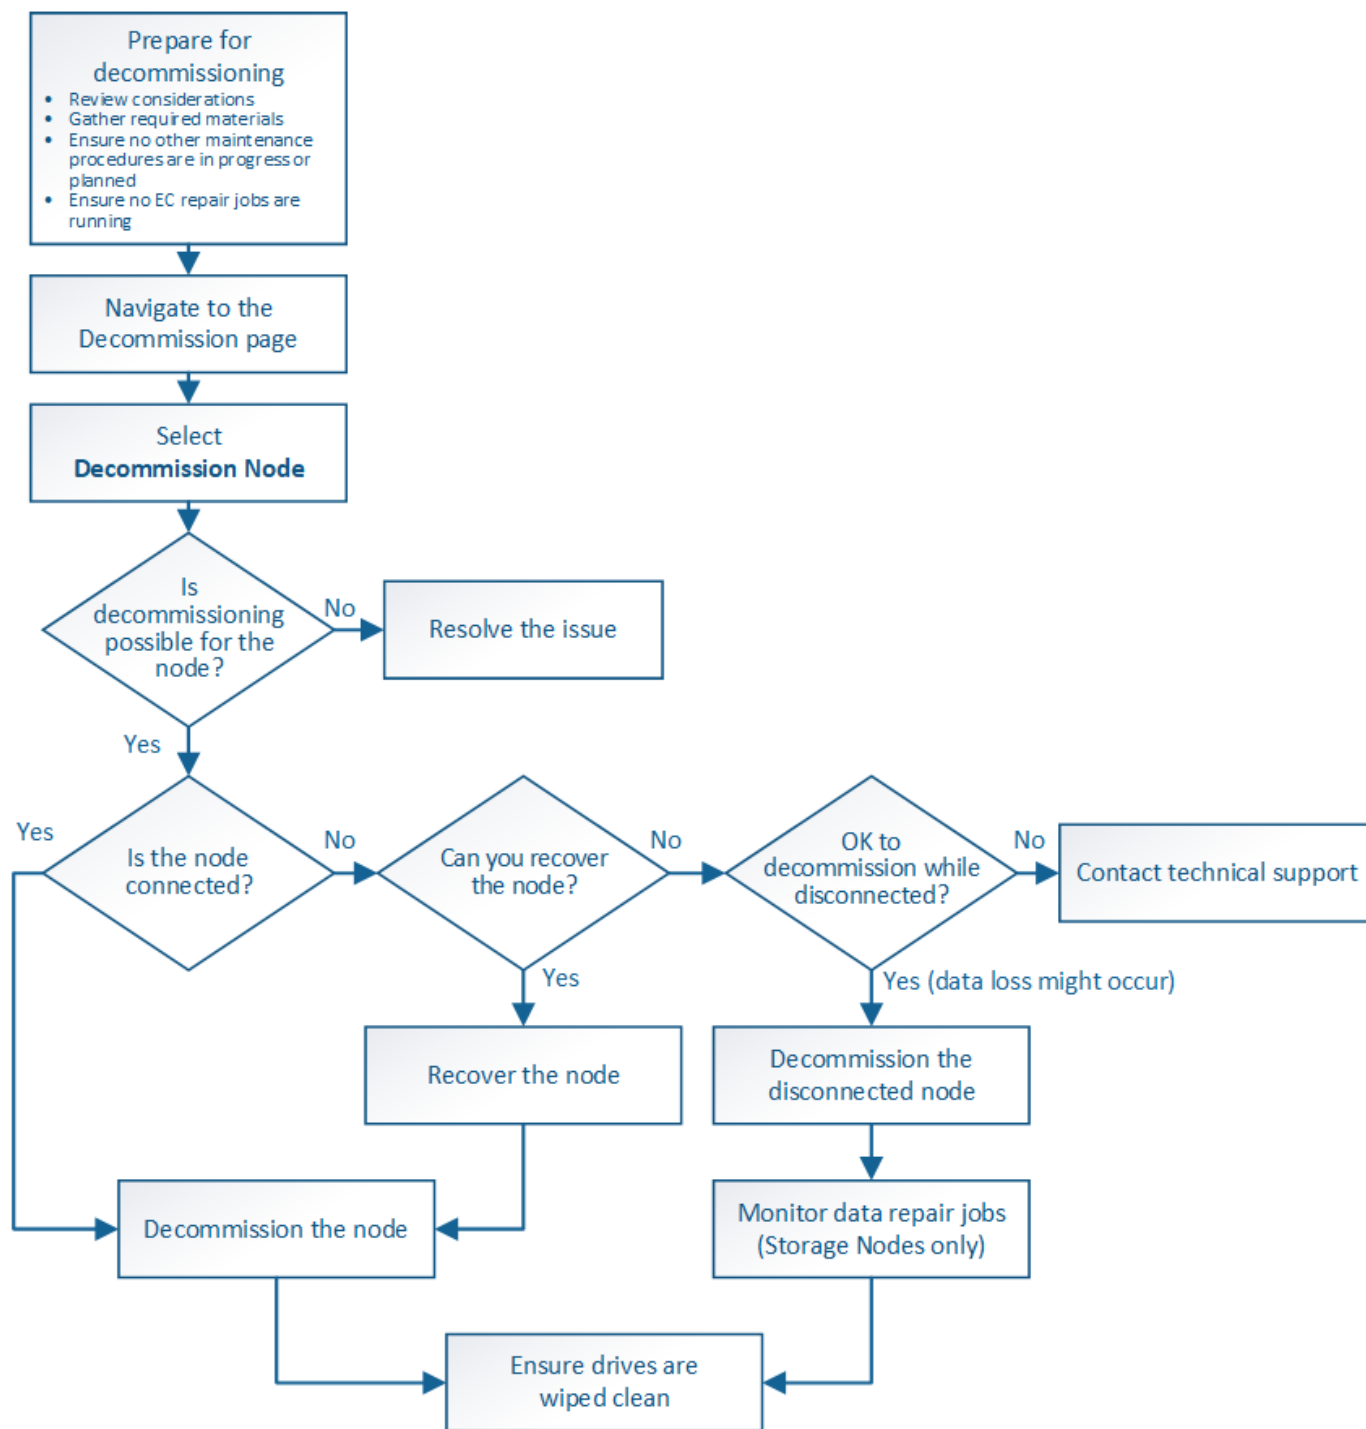 Prepare for
decommissioning
• Review considerations
• Gather required materials
• Ensure no other maintenance
procedures are in progress or
planned
• Ensure no EC repair jobs are
running
Navigate to the
Decommission page
Select
Decommission Node
Is
decommissioning
possible for the
node?
No
Resolve the issue
Yes
Yes
Is the node
connected?
No
Can you recover
the node?
No
OK to
decommission while
disconnected?
No
Contact technical support
Yes
Yes (data loss might occur)
Recover the node
Decommission the
disconnected node
Decommission the node
Monitor data repair jobs
(Storage Nodes only)
Ensure drives are
wiped clean